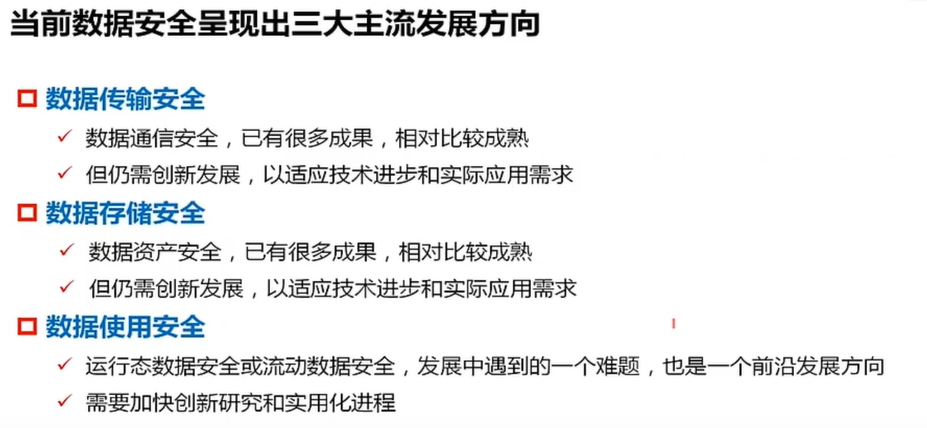 当前数据安全呈现出三大主流发展方向
数据传输安全
数据通信安全，已有很多成果，相对比较成熟
但仍需创新发展，以适应技术进步和实际应用需求
数据存储安全
数据资产安全，已有很多成果，相对比较成熟
但仍需创新发展，以适应技术进步和实际应用需求
数据使用安全
运行态数据安全或流动数据安全，发展中遇到的一个难题，也是一个前沿发展方向
需要加快创新研究和实用化进程